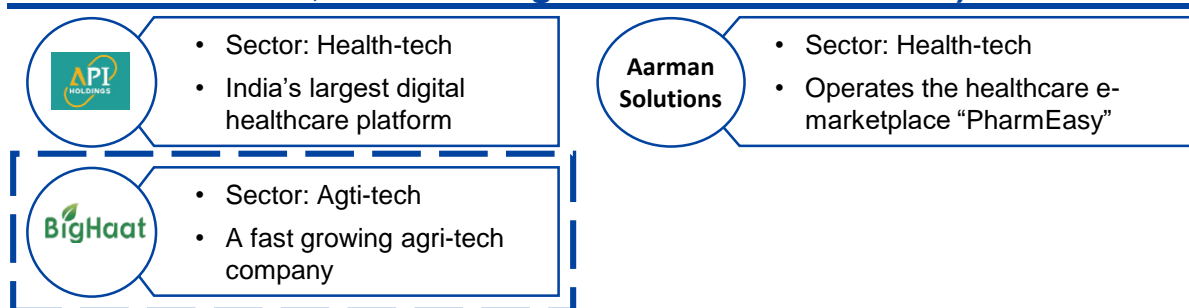 API
HOLDINGS
• Sector: Health-tech
• India's largest digital
healthcare platform
Aarman
Solutions
• Sector: Health-tech
• Operates the healthcare e-
marketplace “PharmEasy”
BigHaat
• Sector: Agti-tech
• A fast growing agri-tech
company